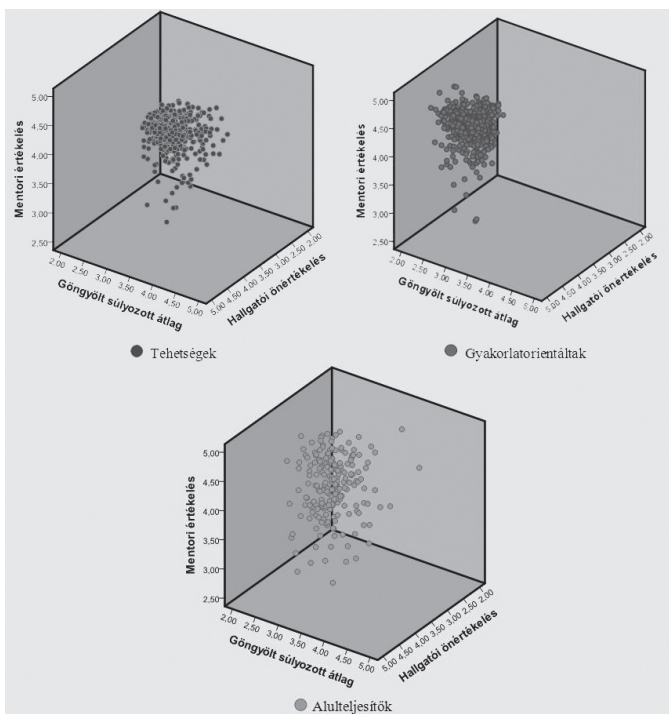 5.00
4.50
4.00
3.50
3.00
2.50
Mentori értékelés
2.00
2.50
3.00
3.50
4.00
4.50
5.00
Göngyölt súlyozott átlag
5.00 4.50 4.00 3.50 3.00 2.50 2.00
Hallgatói önértékelés
Tehetségek
5.00
4.50
4.00
3.50
3.00
2.50
Mentori értékelés
2.00
2.50
3.00
3.50
4.00
4.50
5.00
Göngyölt súlyozott átlag
5.00 4.50 4.00 3.50 3.00 2.50 2.00
Hallgatói önértékelés
Gyakorlatorientáltak
5,00
4,50
4,00
3,50
3,00
2,50
Mentori értékelés
2.00
2.50
3.00
3.50
4.00
4.50
5.00
Göngyölt súlyozott átlag
5.00 4.50 4.00 3.50 3.00 2.50 2.00
Hallgatói önértékelés
Alulteljesítők